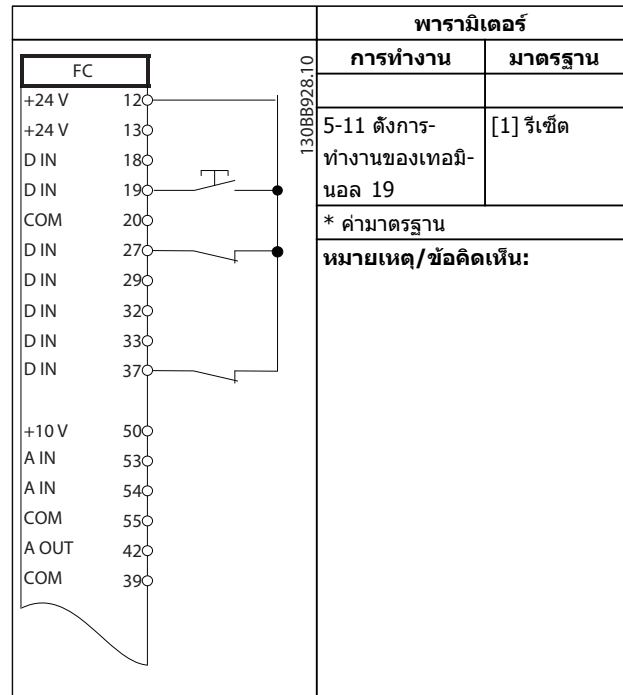 พารามิเตอร์
การทำงาน มาตรฐาน
5-11 ตั้งการ- [1] รีเซ็ต
ทำงานของเทอมิ-
นอล 19
* ค่ามาตรฐาน
หมายเหตุ/ข้อคิดเห็น:
FC
+24 V 12
+24 V 13
D IN 18
D IN 19
COM 20
D IN 27
D IN 29
D IN 32
D IN 33
D IN 37
+10 V 50
A IN 53
A IN 54
COM 55
A OUT 42
COM 39
130BB928.10